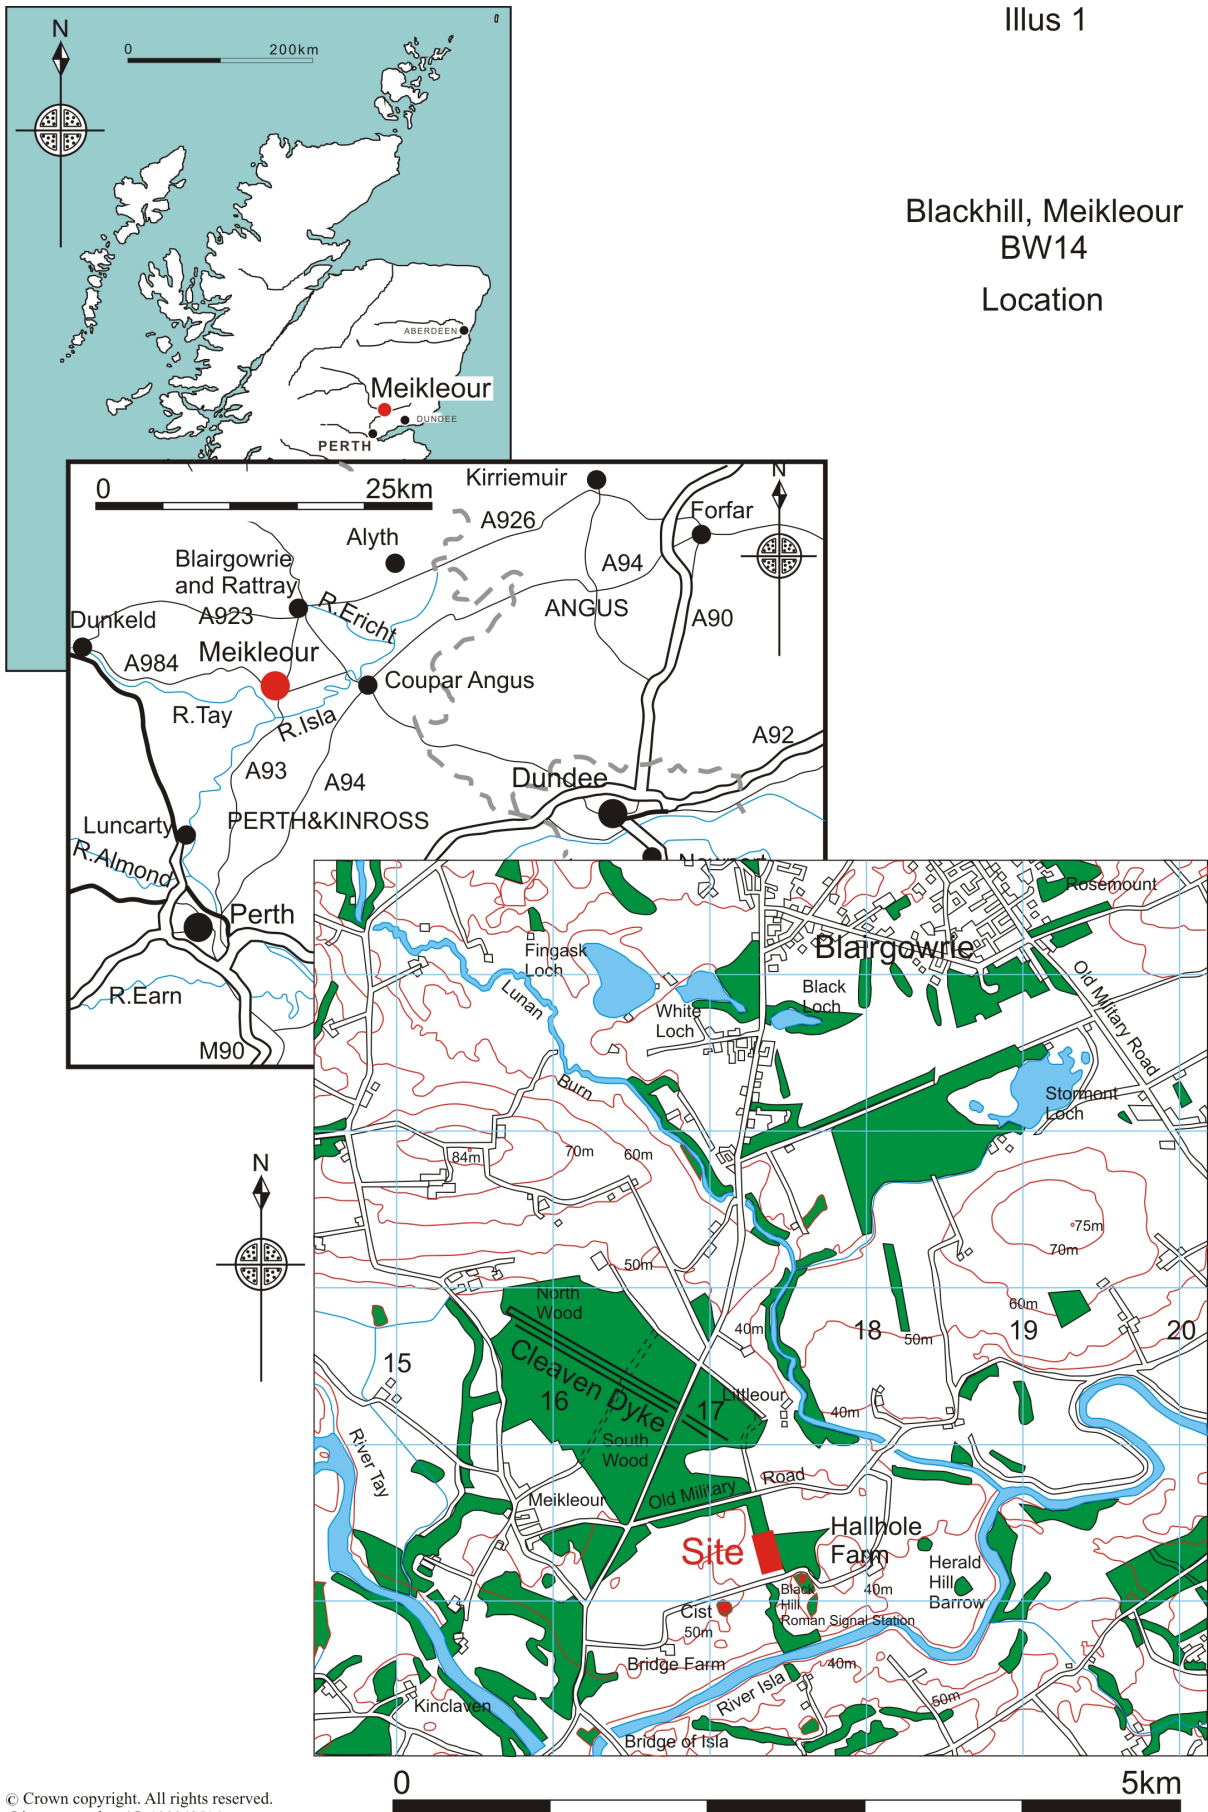 Illus 1
Blackhill, Meikleour
BW14
Location
N
0 200km
ABERDEEN
Meikleour
DUNDEE
PERTH
0 25km
N
Kirriemuir
Forfar
A926
Alyth
A94
Blairgowrie
and Rattray
R.Ericht
ANGUS
A90
Dunkeld
A923
Meikleour
A984
Coupar Angus
R.Tay
R.Isla
A92
A93
A94
Dundee
PERTH&KINROSS
Luncarty
R.Almond
Perth
R.Earn
M90
Rosemount
Blairgowrie
Fingask
Loch
Lunan
White
Loch
Black
Loch
Old Military Road
Burn
Stormont
Loch
N
84m
70m
60m
75m
70m
50m
60m
North
Wood
40m
18
50m
19
20
15
Cleaven Dyke
16
17
Littleour
40m
South
Wood
River Tay
Meikleour
Old Military
Road
Site
Hallhole
Farm
Herald
Hill
Barrow
40m
Black
Hill
Roman Signal Station
Cist
50m
Bridge Farm
40m
River Isla
50m
Kinclaven
Bridge of Isla
0 5km
© Crown copyright. All rights reserved.